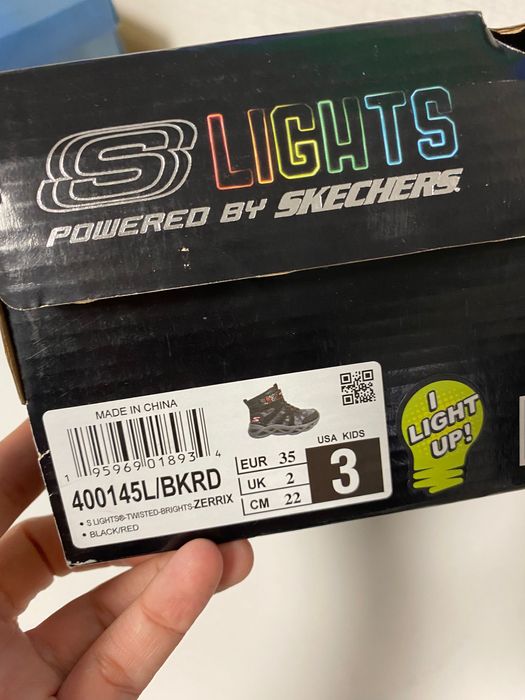 S LIGHTS
POWERED BY SKECHERS
MADE IN CHINA
1 95969 01893 4
400145L/BKRD
• S LIGHTS®-TWISTED-BRIGHTS-ZERRIX
• BLACK/RED
EUR 35
UK 2
CM 22
USA KIDS
3
I
LIGHT
UP!